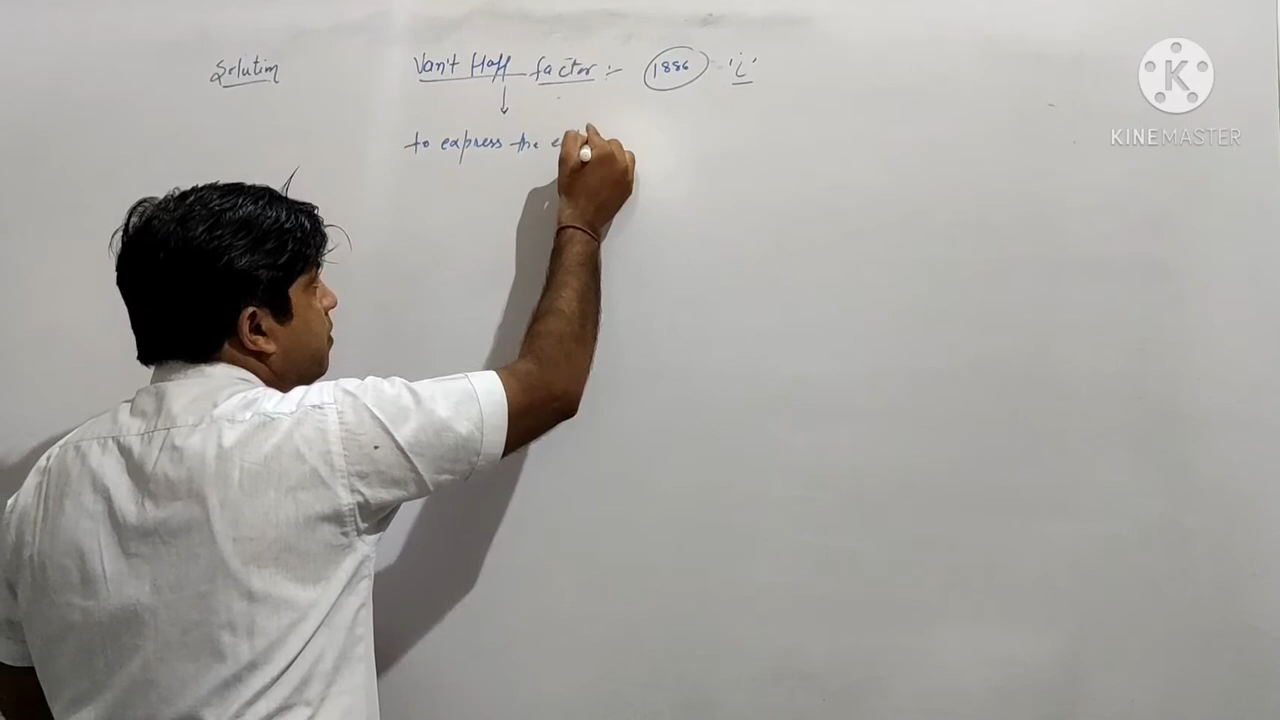 Solution Van't Hoff factor :- 1886 'i'
to express the
KINEMASTER